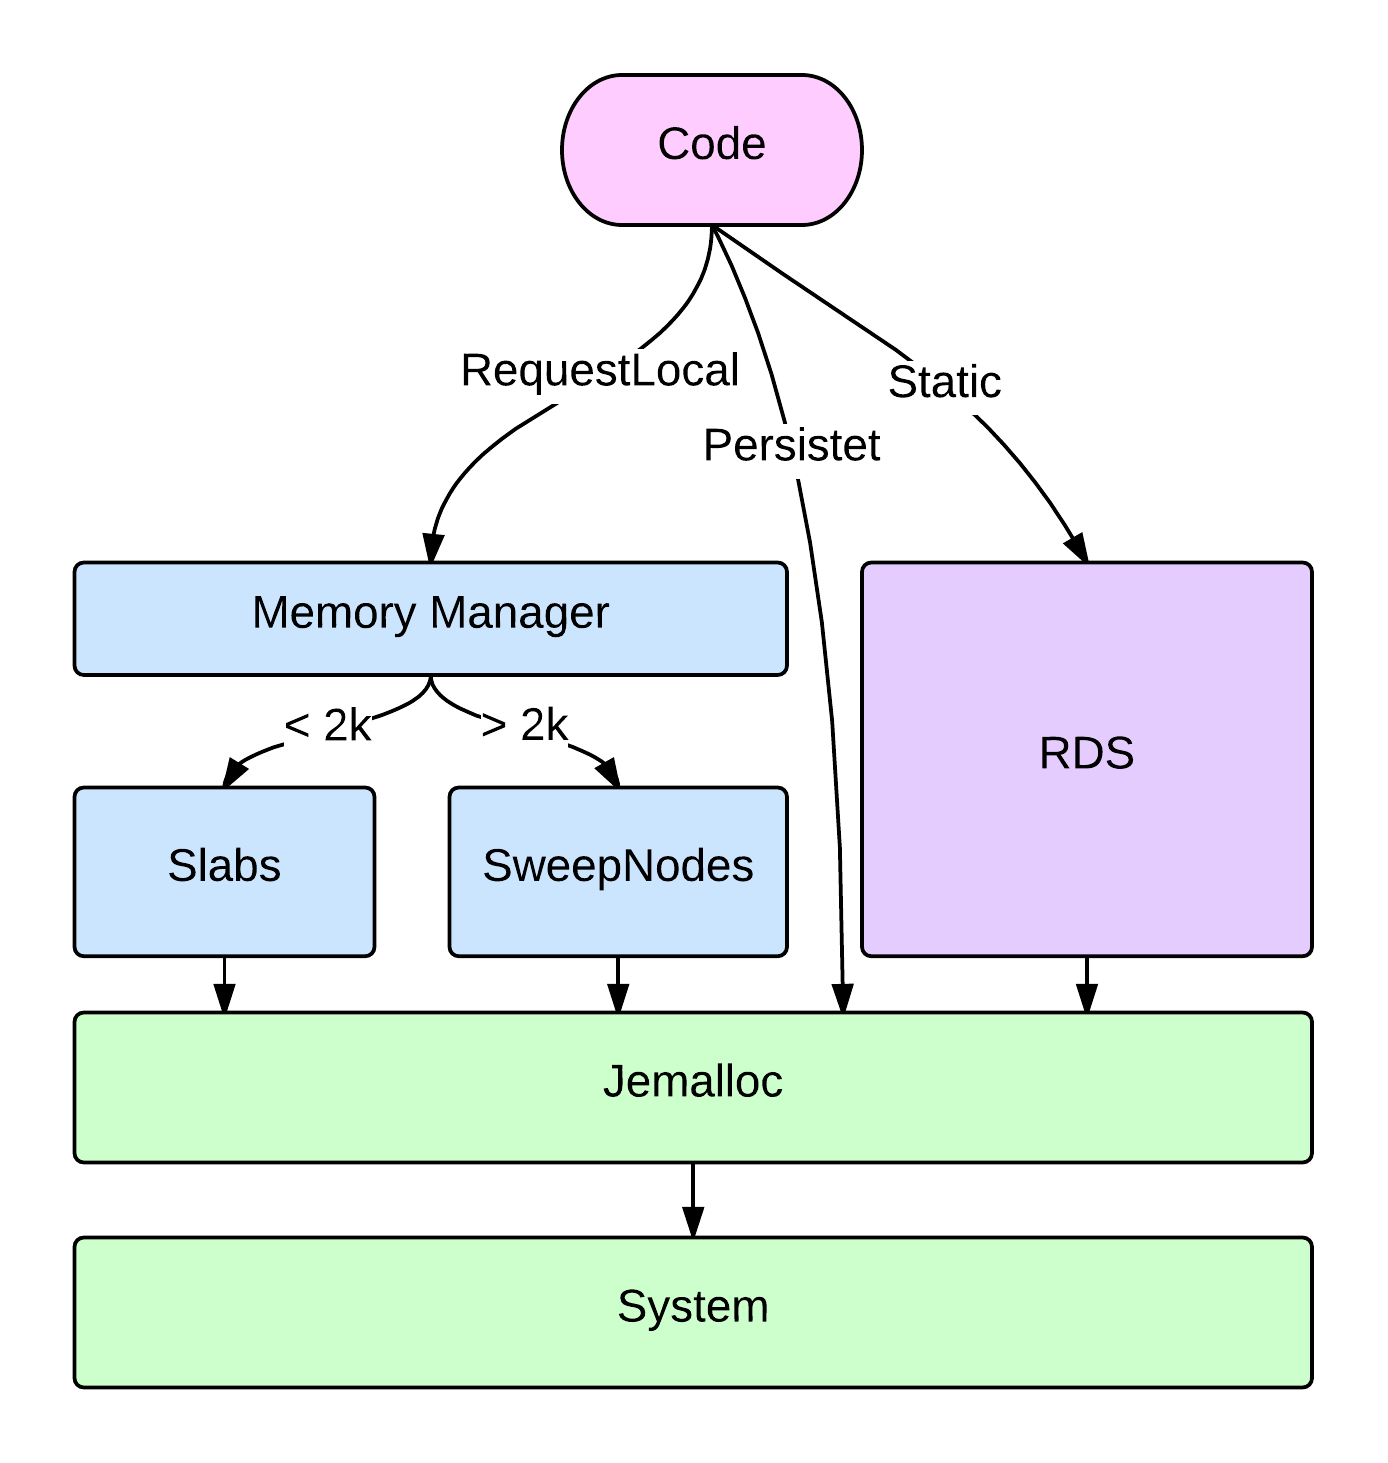 Code
RequestLocal
Static
Persistet
Memory Manager
< 2k
> 2k
RDS
Slabs
SweepNodes
Jemalloc
System